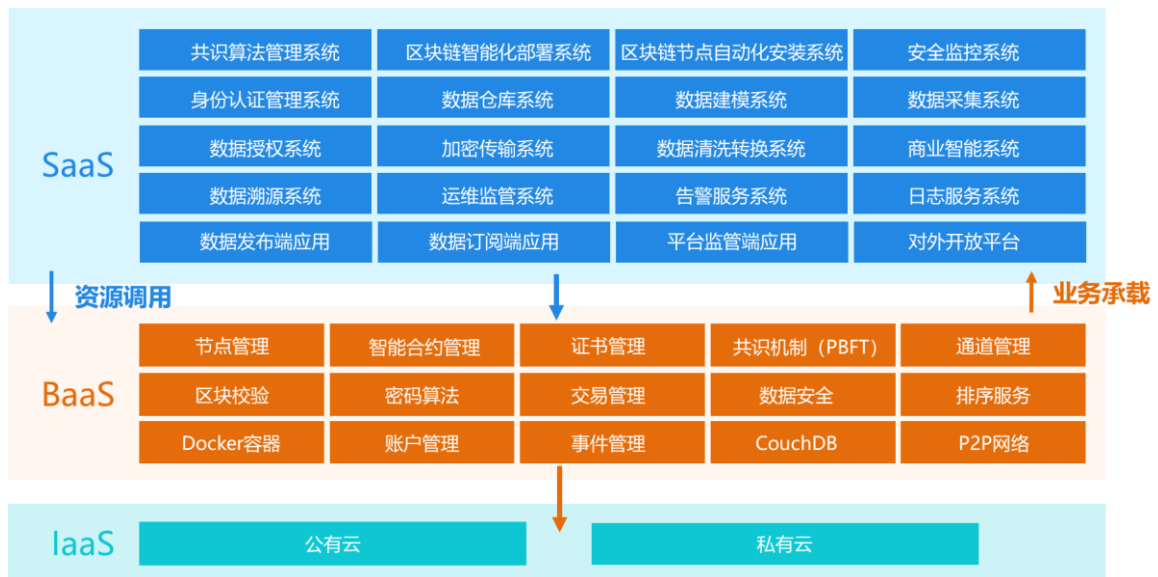 共识算法管理系统 区块链智能化部署系统 区块链节点自动化安装系统 安全监控系统
身份认证管理系统 数据仓库系统 数据建模系统 数据采集系统
SaaS
数据授权系统 加密传输系统 数据清洗转换系统 商业智能系统
数据溯源系统 运维监管系统 告警服务系统 日志服务系统
数据发布端应用 数据订阅端应用 平台监管端应用 对外开放平台
资源调用 业务承载
节点管理 智能合约管理 证书管理 共识机制（PBFT） 通道管理
BaaS
区块校验 密码算法 交易管理 数据安全 排序服务
Docker容器 账户管理 事件管理 CouchDB P2P网络
IaaS
公有云 私有云